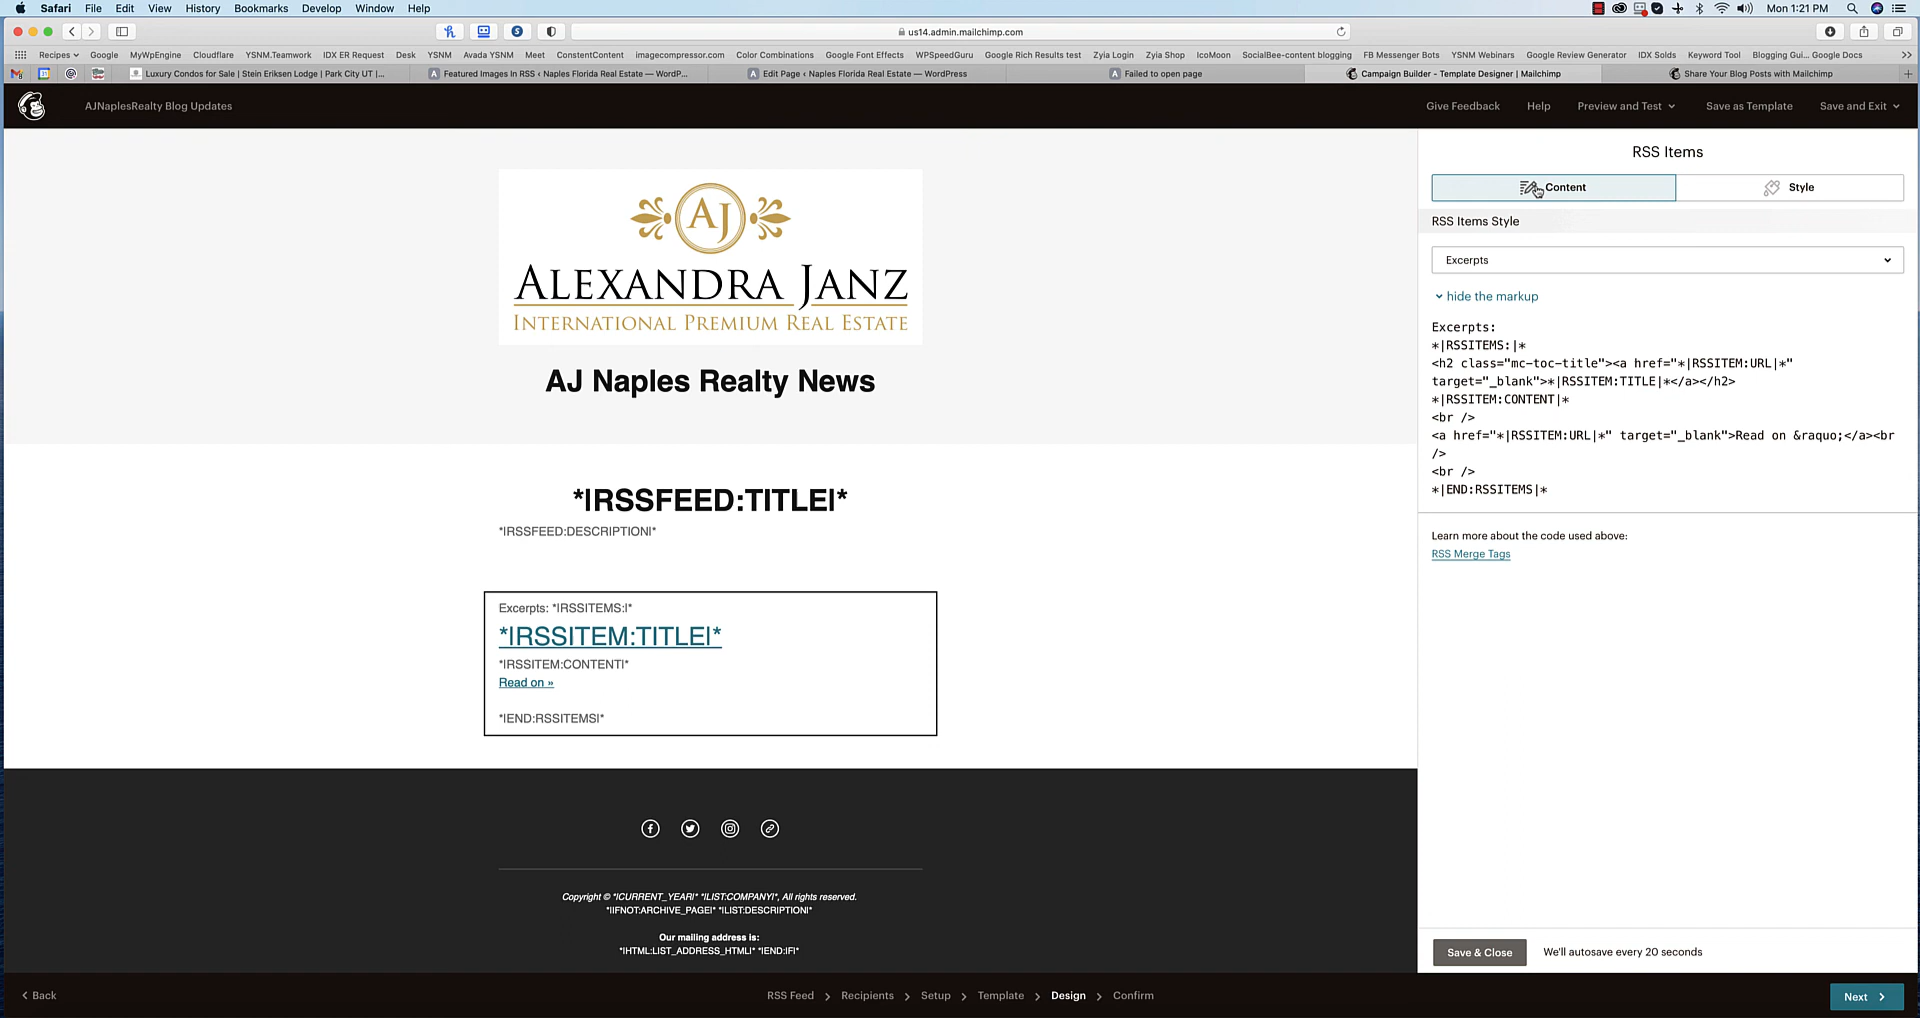 Safari File Edit View History Bookmarks Develop Window Help Mon 1:21 PM
us14.admin.mailchimp.com
Recipes Google MyWpEngine Cloudflare YSNM.Teamwork IDX ER Request Desk YSNM Avada YSNM Meet ConstentContent imagecompressor.com Color Combinations Google Font Effects WPSpeedGuru Google Rich Results test Zyia Login Zyia Shop IcoMoon SocialBee-content blogging FB Messenger Bots YSNM Webinars Google Review Generator IDX Solds Keyword Tool Blogging Gui... Google Docs
Luxury Condos for Sale | Stein Eriksen Lodge | Park City UT |... Featured Images In RSS ‹ Naples Florida Real Estate — WordP... Edit Page ‹ Naples Florida Real Estate — WordPress Failed to open page Campaign Builder - Template Designer | Mailchimp Share Your Blog Posts with Mailchimp
AJNaplesRealty Blog Updates Give Feedback Help Preview and Test Save as Template Save and Exit
AJ
ALEXANDRA JANZ
INTERNATIONAL PREMIUM REAL ESTATE
AJ Naples Realty News
*|RSSFEED:TITLE|*
*|RSSFEED:DESCRIPTION|*
Excerpts: *|RSSITEMS:|*
*|RSSITEM:TITLE|*
*|RSSITEM:CONTENT|*
Read on »
*|END:RSSITEMS|*
Copyright © *|CURRENT_YEAR|* *|LIST:COMPANY|*, All rights reserved.
*|IFNOT:ARCHIVE_PAGE|* *|LIST:DESCRIPTION|*
Our mailing address is:
*|HTML:LIST_ADDRESS_HTML|* *|END:IF|*
RSS Items
Content Style
RSS Items Style
Excerpts
hide the markup
Excerpts:
*|RSSITEMS:|*
<h2 class="mc-toc-title"><a href="*|RSSITEM:URL|*"
target="_blank">*|RSSITEM:TITLE|*</a></h2>
*|RSSITEM:CONTENT|*
<br />
<a href="*|RSSITEM:URL|*" target="_blank">Read on &raquo;</a><br
/>
<br />
*|END:RSSITEMS|*
Learn more about the code used above:
RSS Merge Tags
Save & Close We'll autosave every 20 seconds
Back RSS Feed Recipients Setup Template Design Confirm Next